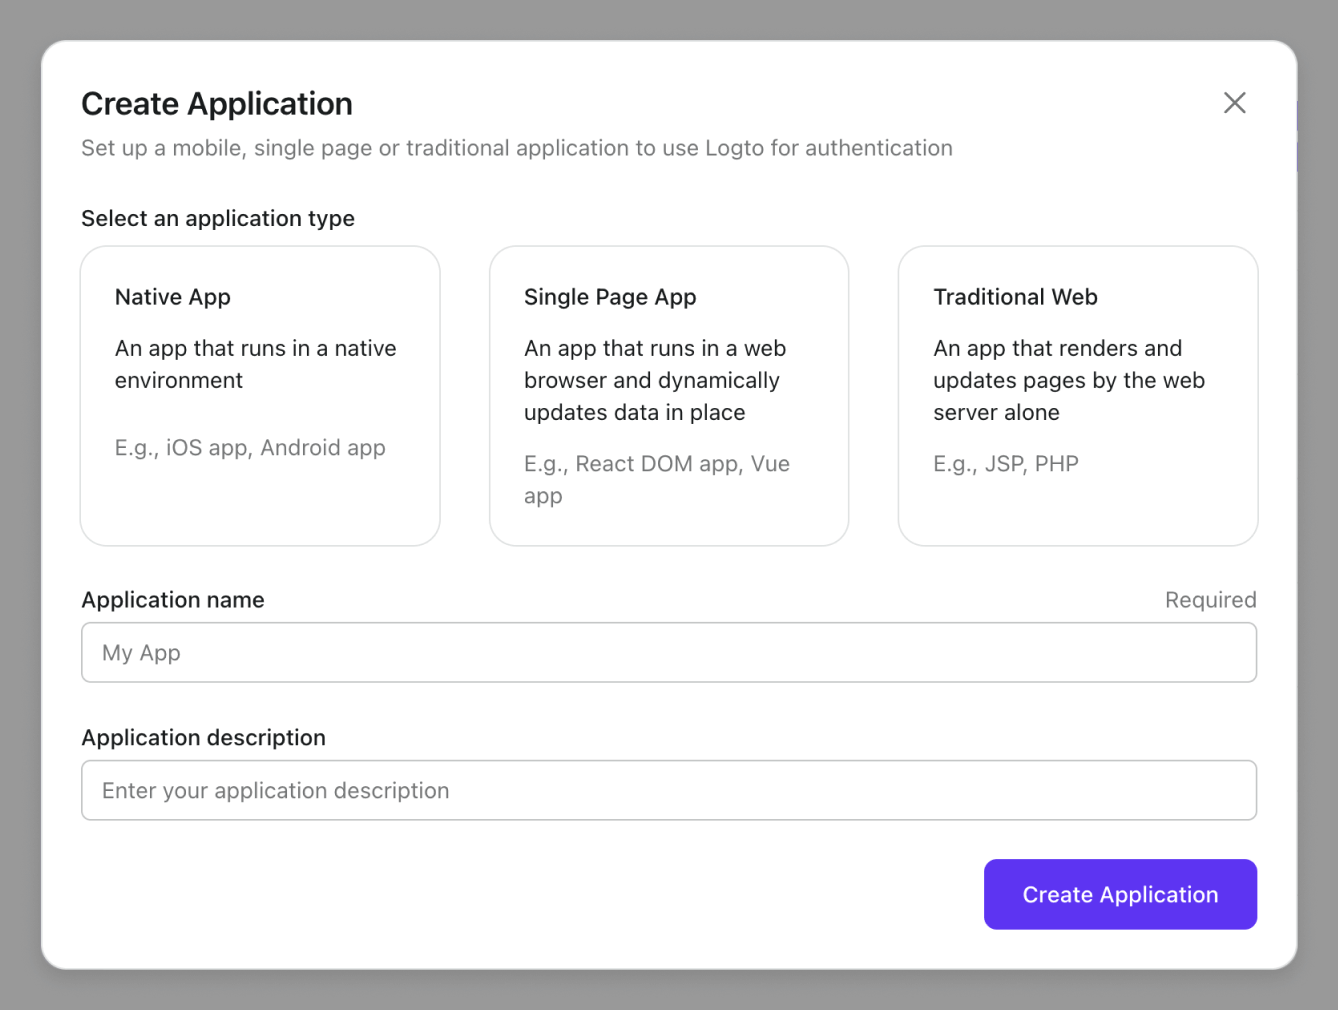 Create Application
Set up a mobile, single page or traditional application to use Logto for authentication
Select an application type
Native App
An app that runs in a native
environment
E.g., iOS app, Android app
Single Page App
An app that runs in a web
browser and dynamically
updates data in place
E.g., React DOM app, Vue
app
Traditional Web
An app that renders and
updates pages by the web
server alone
E.g., JSP, PHP
Application name
Required
My App
Application description
Enter your application description
Create Application